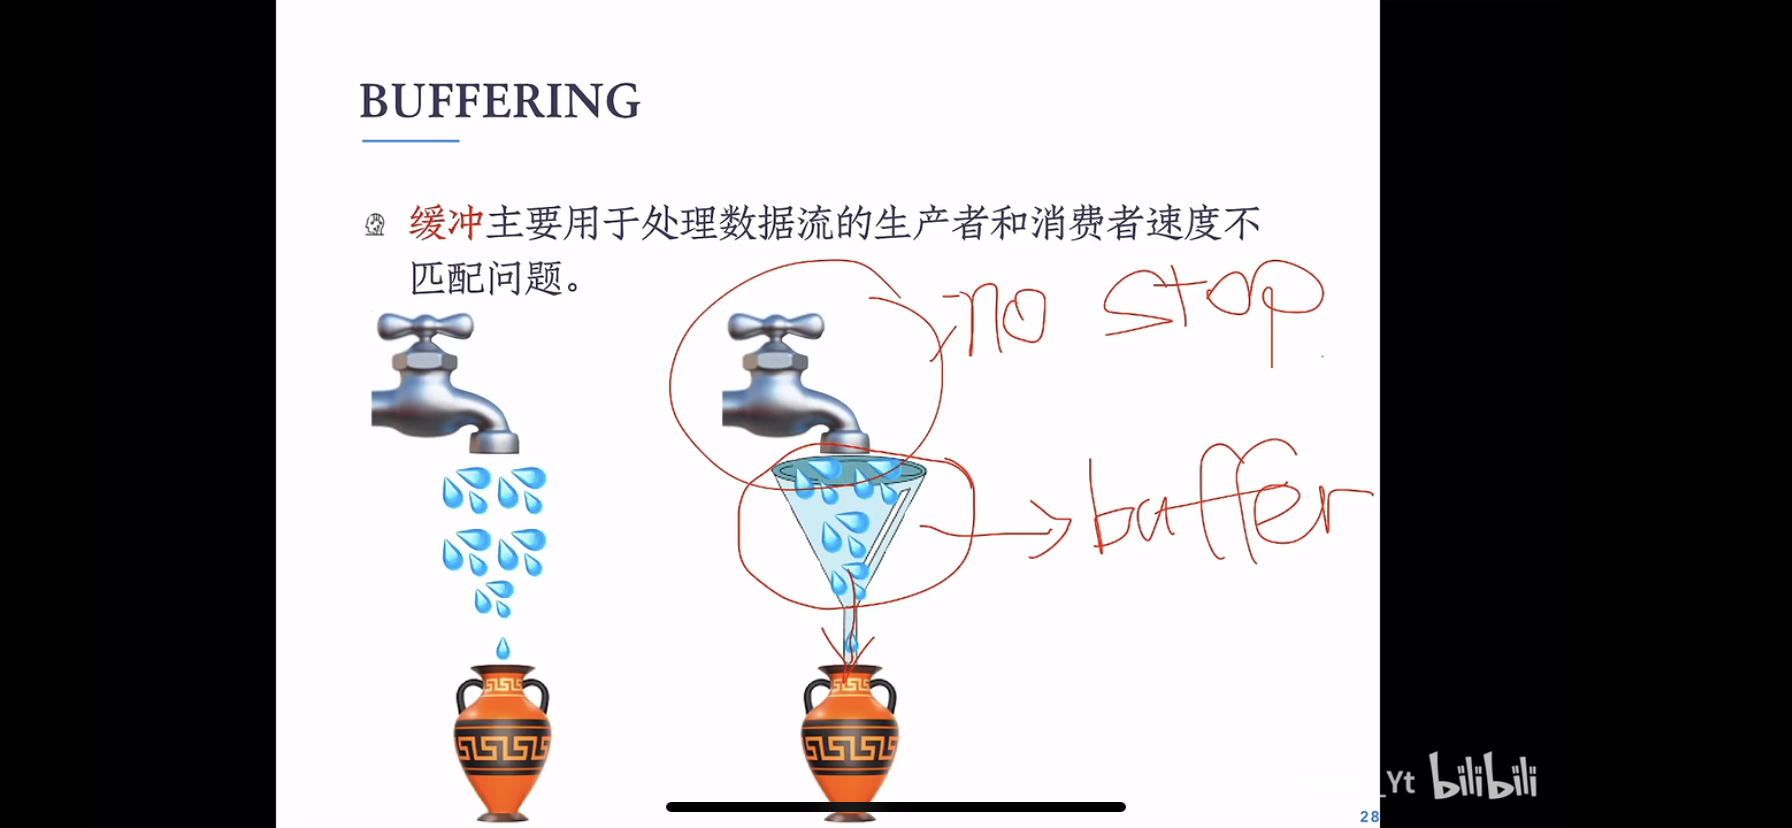 BUFFERING
缓冲主要用于处理数据流的生产者和消费者速度不
匹配问题。
no stop
buffer
_Yt bilibili
28